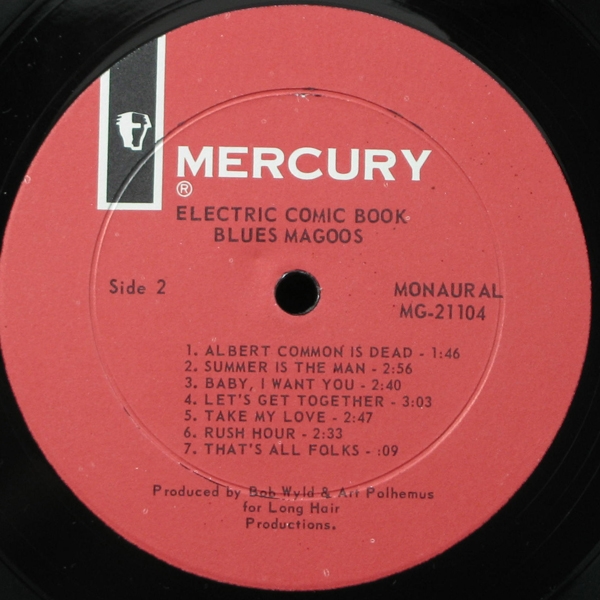 MERCURY
®
ELECTRIC COMIC BOOK
BLUES MAGOOS
Side 2
MONAURAL
MG-21104
1. ALBERT COMMON IS DEAD - 1:46
2. SUMMER IS THE MAN - 2:56
3. BABY, I WANT YOU - 2:40
4. LET'S GET TOGETHER - 3:03
5. TAKE MY LOVE - 2:47
6. RUSH HOUR - 2:33
7. THAT'S ALL FOLKS - :09
Produced by Bob Wyld & Art Polhemus
for Long Hair
Productions.